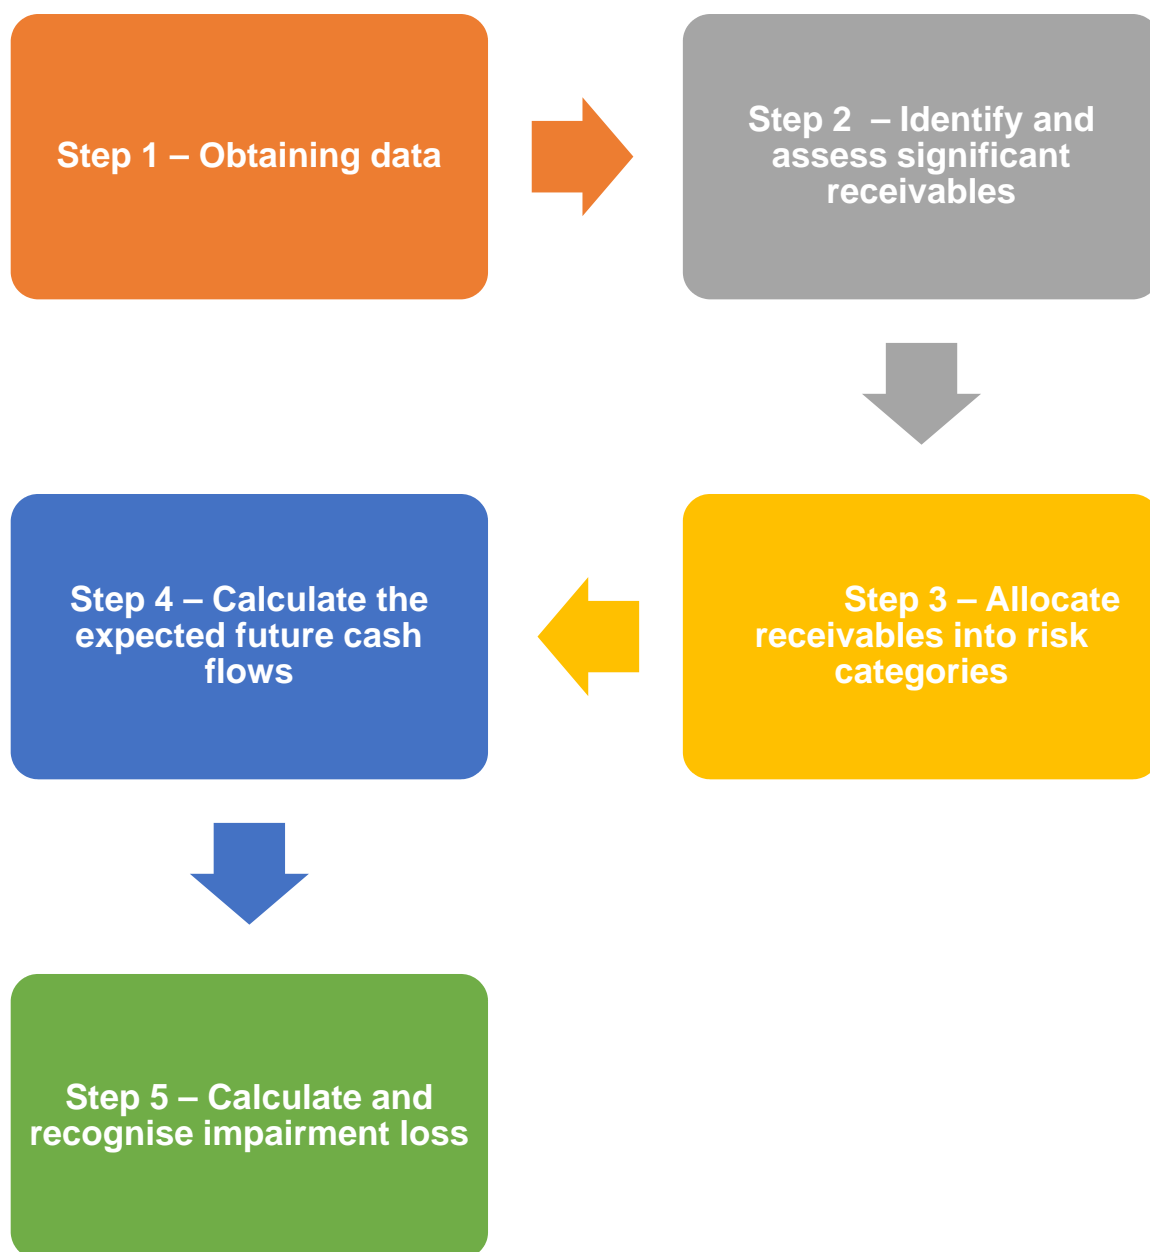 Step 1 – Obtaining data
Step 2  – Identify and
assess significant
receivables
Step 3 – Allocate
receivables into risk
categories
Step 4 – Calculate the
expected future cash
flows
Step 5 – Calculate and
recognise impairment loss